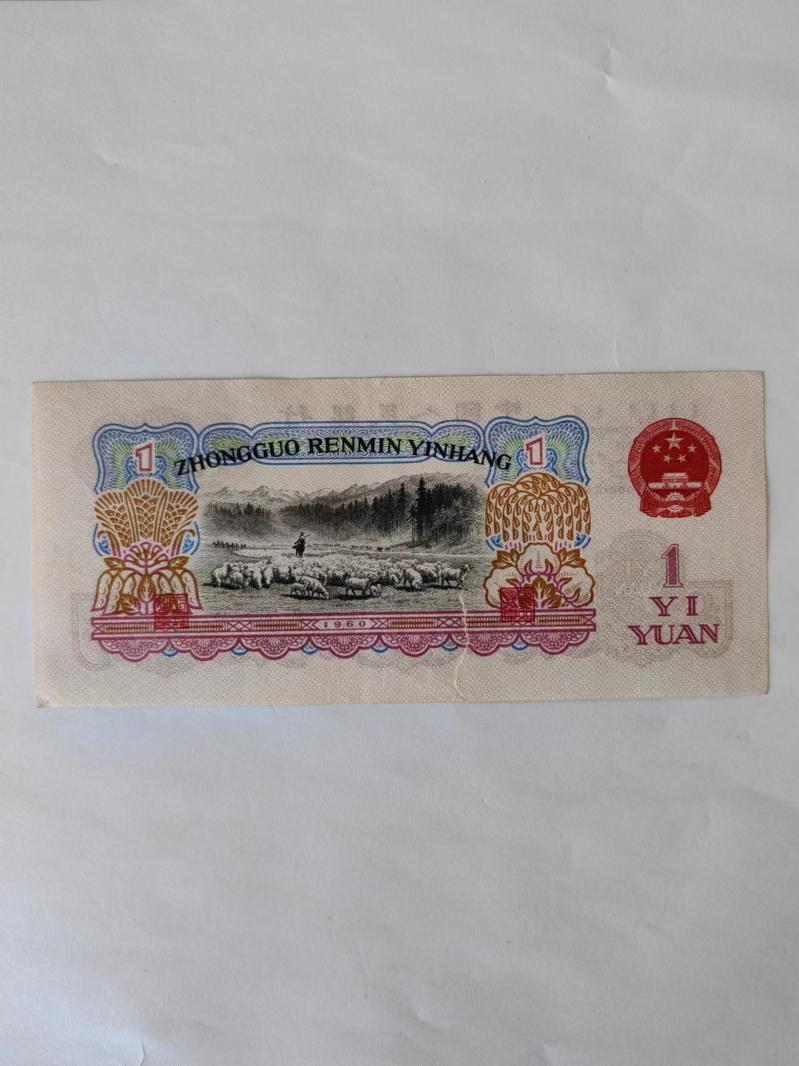 1 1
ZHONGGUO RENMIN YINHANG
1960
1
YI
YUAN